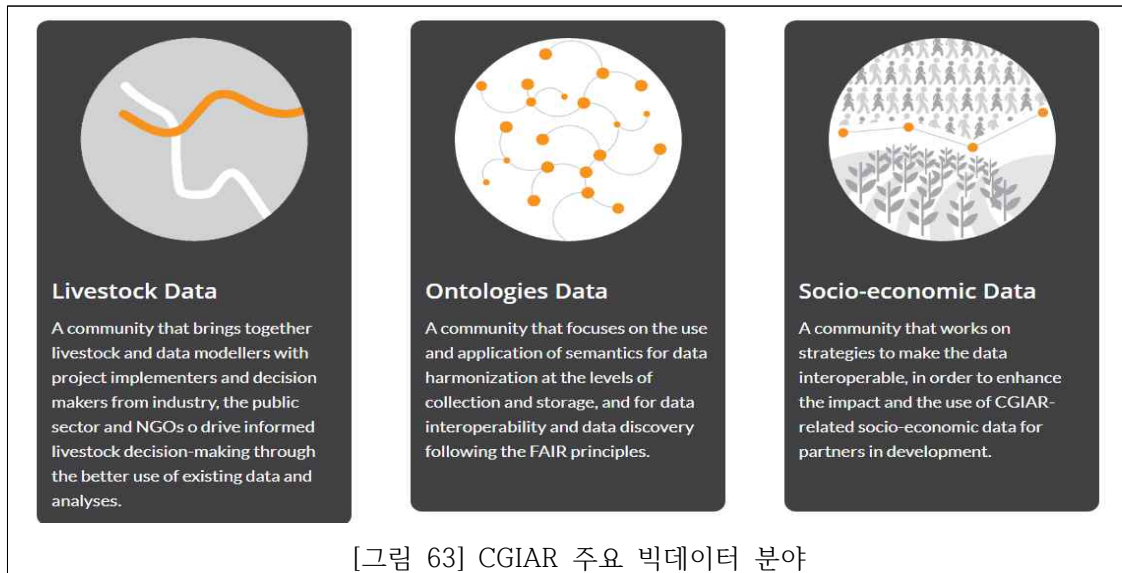 Livestock Data
A community that brings together
livestock and data modellers with
project implementers and decision
makers from industry, the public
sector and NGOs o drive informed
livestock decision-making through
the better use of existing data and
analyses.
Ontologies Data
A community that focuses on the use
and application of semantics for data
harmonization at the levels of
collection and storage, and for data
interoperability and data discovery
following the FAIR principles.
Socio-economic Data
A community that works on
strategies to make the data
interoperable, in order to enhance
the impact and the use of CGIAR-
related socio-economic data for
partners in development.
[그림 63] CGIAR 주요 빅데이터 분야